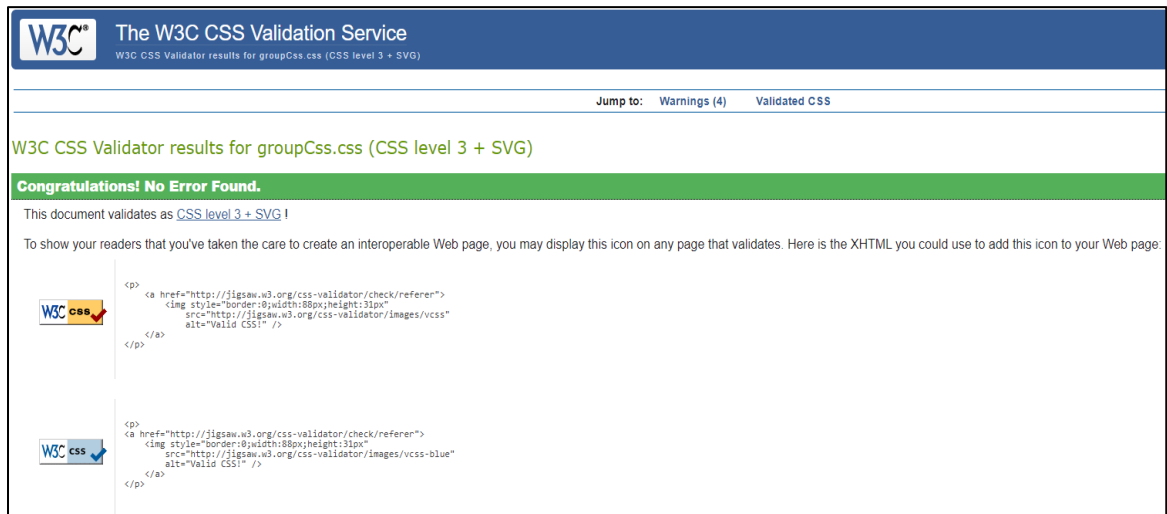 W3C® The W3C CSS Validation Service
W3C CSS Validator results for groupCss.css (CSS level 3 + SVG)
Jump to: Warnings (4) Validated CSS
W3C CSS Validator results for groupCss.css (CSS level 3 + SVG)
Congratulations! No Error Found.
This document validates as CSS level 3 + SVG !
To show your readers that you've taken the care to create an interoperable Web page, you may display this icon on any page that validates. Here is the XHTML you could use to add this icon to your Web page:
W3C css
<p>
<a href="http://jigsaw.w3.org/css-validator/check/referer">
<img style="border:0;width:88px;height:31px"
src="http://jigsaw.w3.org/css-validator/images/vcss"
alt="Valid CSS!" />
</a>
</p>
W3C css
<p>
<a href="http://jigsaw.w3.org/css-validator/check/referer">
<img style="border:0;width:88px;height:31px"
src="http://jigsaw.w3.org/css-validator/images/vcss-blue"
alt="Valid CSS!" />
</a>
</p>